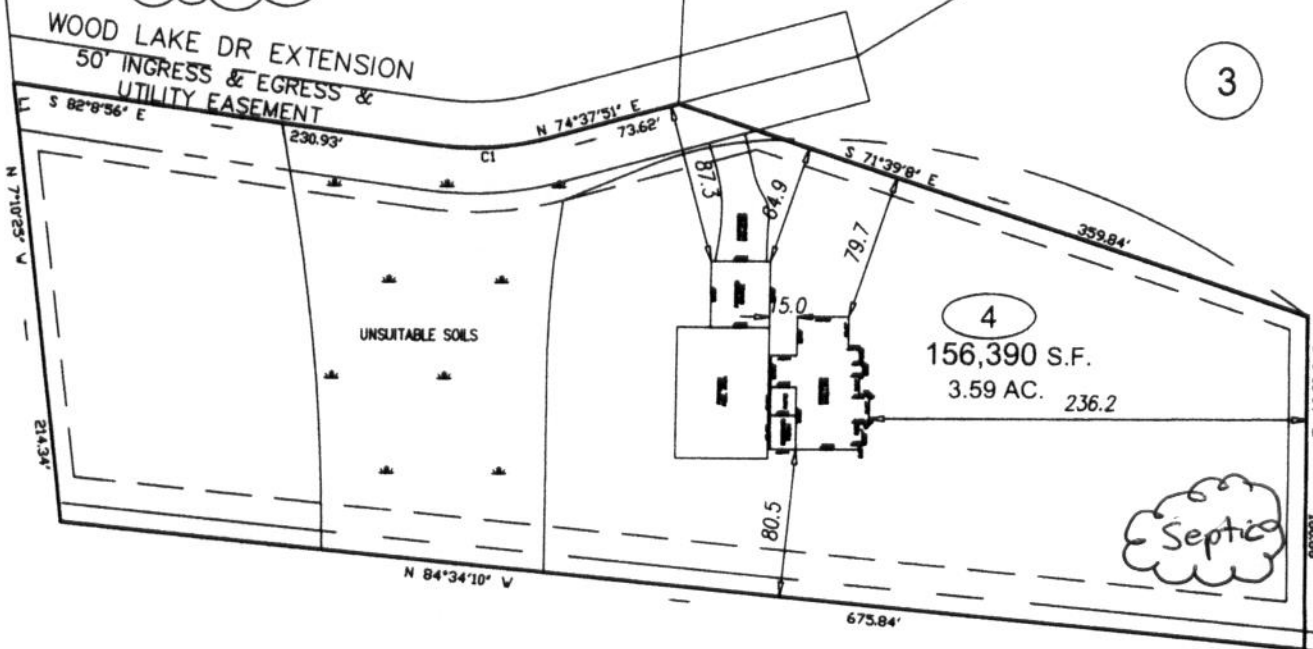 WOOD LAKE DR EXTENSION
50' INGRESS & EGRESS &
UTILITY EASEMENT
3
S 82°8'56" E
230.93'
C1
N 74°37'51" E
73.62'
S 71°39'8" E
359.84'
N 7°10'25" W
214.34'
87.3
84.9
79.7
15.0
UNSUITABLE SOILS
4
156,390 S.F.
3.59 AC.
236.2
80.5
Septic
N 84°34'10" W
675.84'